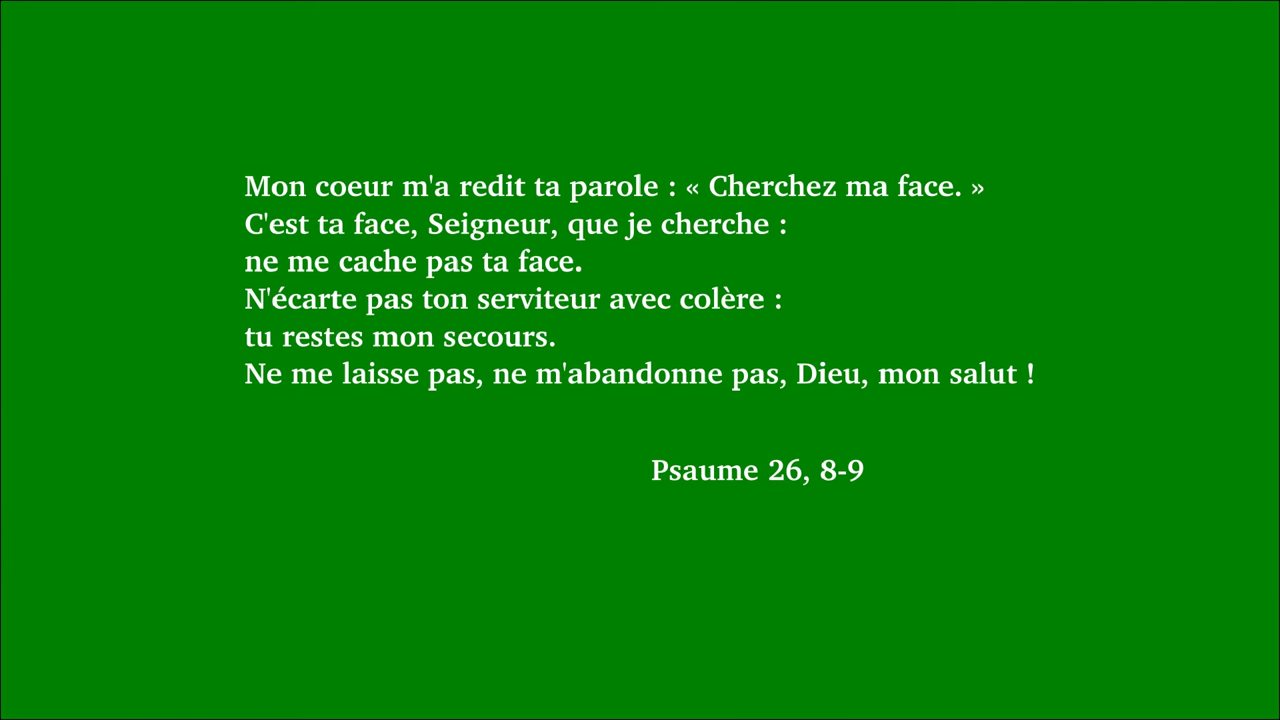 Mon coeur m'a redit ta parole : « Cherchez ma face. »
C'est ta face, Seigneur, que je cherche :
ne me cache pas ta face.
N'écarte pas ton serviteur avec colère :
tu restes mon secours.
Ne me laisse pas, ne m'abandonne pas, Dieu, mon salut !
Psaume 26, 8-9